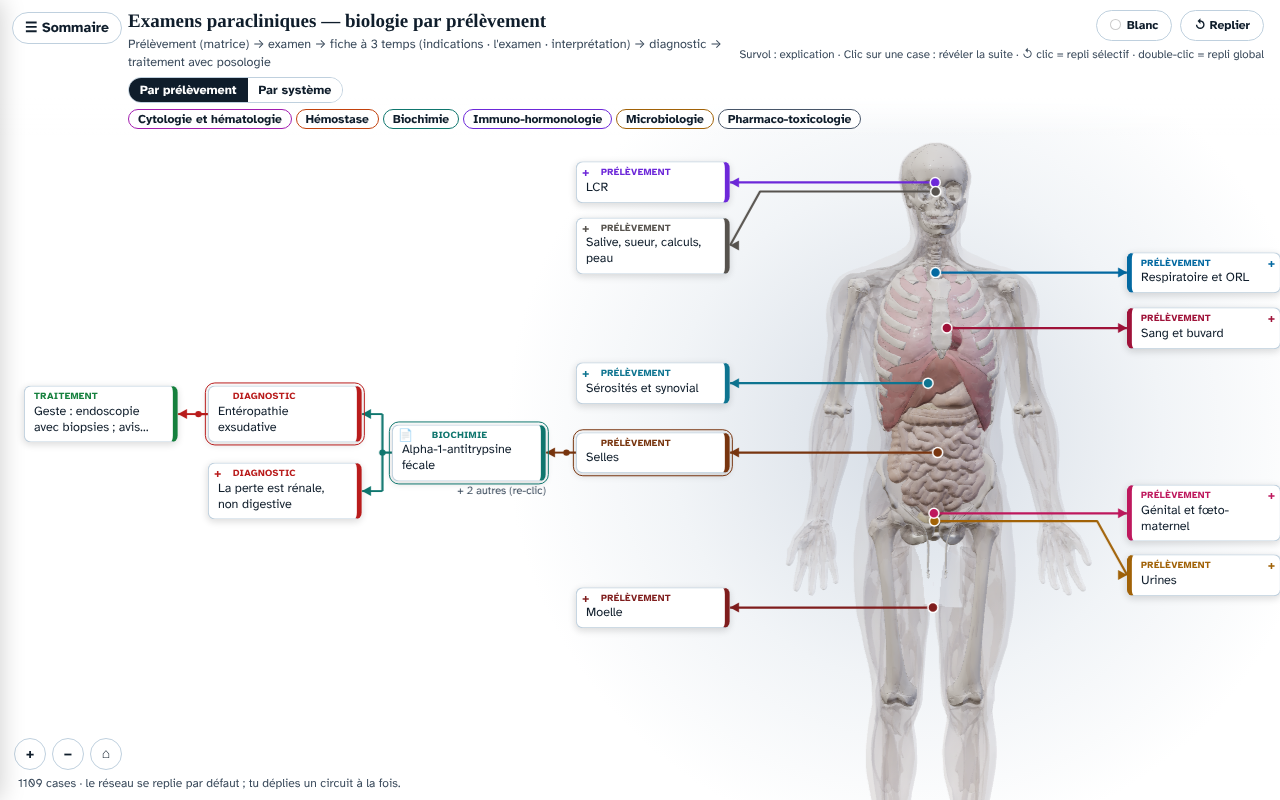 ☰ Sommaire
Examens paracliniques — biologie par prélèvement
Prélèvement (matrice) → examen → fiche à 3 temps (indications · l'examen · interprétation) → diagnostic →
traitement avec posologie
Blanc
↺ Replier
Survol : explication · Clic sur une case : révéler la suite · ↺ clic = repli sélectif · double-clic = repli global
Par prélèvement
Par système
Cytologie et hématologie
Hémostase
Biochimie
Immuno-hormonologie
Microbiologie
Pharmaco-toxicologie
+ PRÉLÈVEMENT
LCR
+ PRÉLÈVEMENT
Salive, sueur, calculs,
peau
PRÉLÈVEMENT +
Respiratoire et ORL
PRÉLÈVEMENT +
Sang et buvard
+ PRÉLÈVEMENT
Sérosités et synovial
TRAITEMENT
Geste : endoscopie
avec biopsies ; avis...
DIAGNOSTIC
Entéropathie
exsudative
BIOCHIMIE
Alpha-1-antitrypsine
fécale
+ 2 autres (re-clic)
PRÉLÈVEMENT
Selles
+ DIAGNOSTIC
La perte est rénale,
non digestive
PRÉLÈVEMENT +
Génital et fœto-
maternel
PRÉLÈVEMENT +
Urines
+ PRÉLÈVEMENT
Moelle
+
−
⌂
1109 cases · le réseau se replie par défaut ; tu déplies un circuit à la fois.